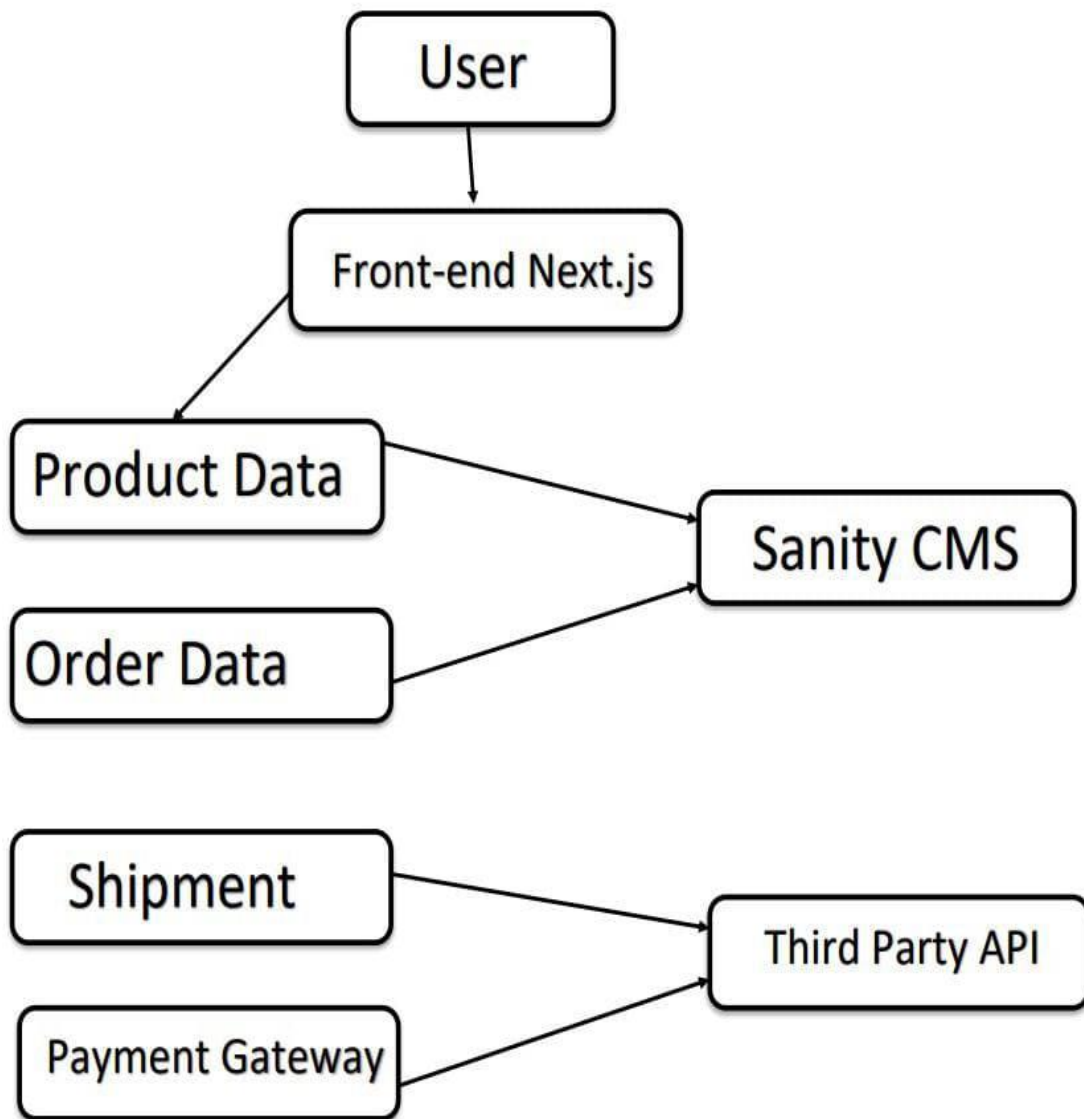 User
Front-end Next.js
Product Data
Sanity CMS
Order Data
Shipment
Third Party API
Payment Gateway